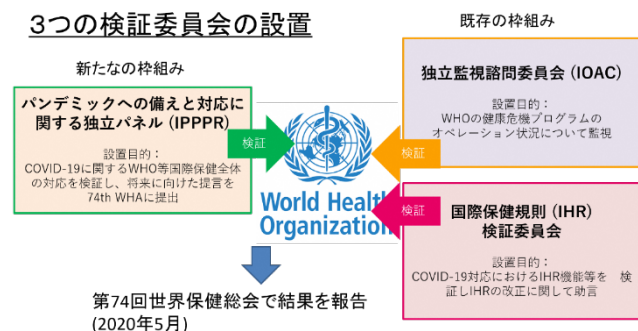 3つの検証委員会の設置
既存の枠組み
新たなの枠組み
パンデミックへの備えと対応に
関する独立パネル (IPPPR)
設置目的：
COVID-19に関するWHO等国際保健全体
の対応を検証し、将来に向けた提言を
74th WHAに提出
検証
独立監視諮問委員会 (IOAC)
設置目的：
WHOの健康危機プログラムの
オペレーション状況について監視
検証
World Health
Organization
検証
国際保健規則 (IHR)
検証委員会
設置目的：
COVID-19対応におけるIHR機能等を　検
証しIHRの改正に関して助言
第74回世界保健総会で結果を報告
(2020年5月)